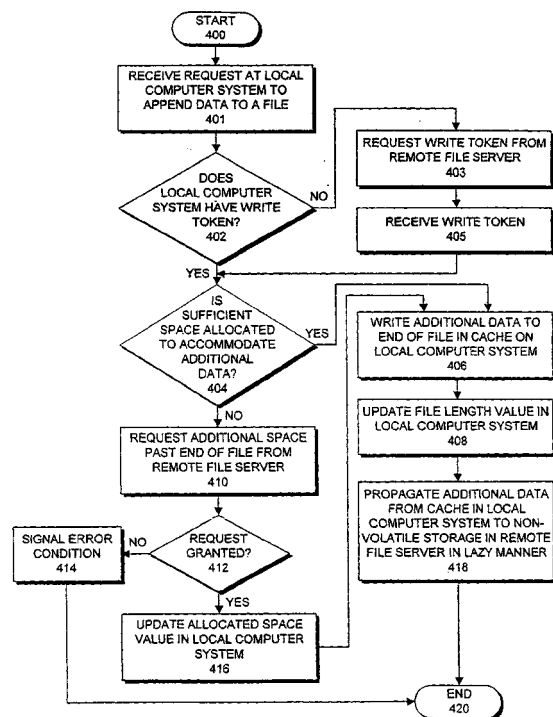 START
400
RECEIVE REQUEST AT LOCAL
COMPUTER SYSTEM TO
APPEND DATA TO A FILE
401
DOES
LOCAL COMPUTER
SYSTEM HAVE WRITE
TOKEN?
402
NO
REQUEST WRITE TOKEN FROM
REMOTE FILE SERVER
403
RECEIVE WRITE TOKEN
405
YES
IS
SUFFICIENT
SPACE ALLOCATED
TO ACCOMMODATE
ADDITIONAL
DATA?
404
YES
WRITE ADDITIONAL DATA TO
END OF FILE IN CACHE ON
LOCAL COMPUTER SYSTEM
406
UPDATE FILE LENGTH VALUE IN
LOCAL COMPUTER SYSTEM
408
NO
REQUEST ADDITIONAL SPACE
PAST END OF FILE FROM
REMOTE FILE SERVER
410
PROPAGATE ADDITIONAL DATA
FROM CACHE IN LOCAL
COMPUTER SYSTEM TO NON-
VOLATILE STORAGE IN REMOTE
FILE SERVER IN LAZY MANNER
418
REQUEST
GRANTED?
412
NO
SIGNAL ERROR
CONDITION
414
YES
UPDATE ALLOCATED SPACE
VALUE IN LOCAL COMPUTER
SYSTEM
416
END
420